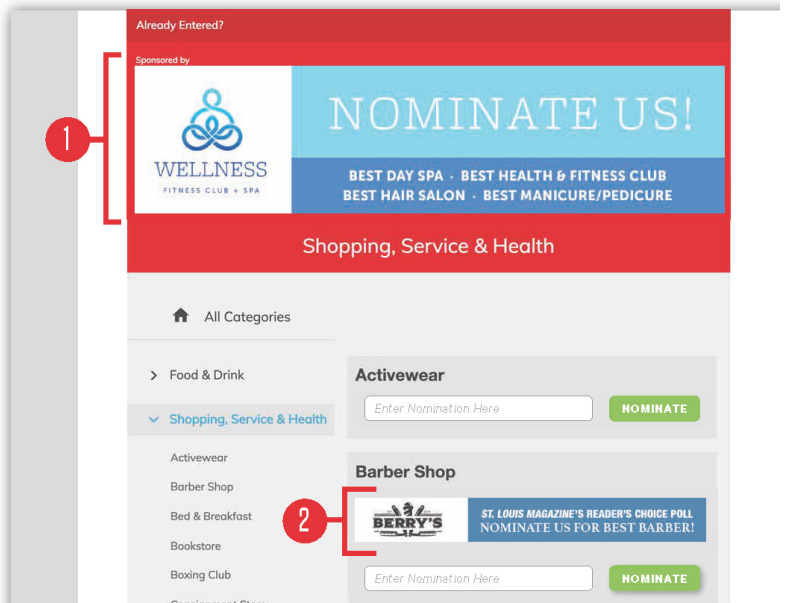 Already Entered?
Sponsored by
1
WELLNESS
FITNESS CLUB + SPA
NOMINATE US!
BEST DAY SPA · BEST HEALTH & FITNESS CLUB
BEST HAIR SALON · BEST MANICURE/PEDICURE
Shopping, Service & Health
All Categories
Food & Drink
Shopping, Service & Health
Activewear
Barber Shop
Bed & Breakfast
Bookstore
Boxing Club
Activewear
Enter Nomination Here
NOMINATE
Barber Shop
2
BERRY'S
ST. LOUIS MAGAZINE'S READER'S CHOICE POLL
NOMINATE US FOR BEST BARBER!
Enter Nomination Here
NOMINATE